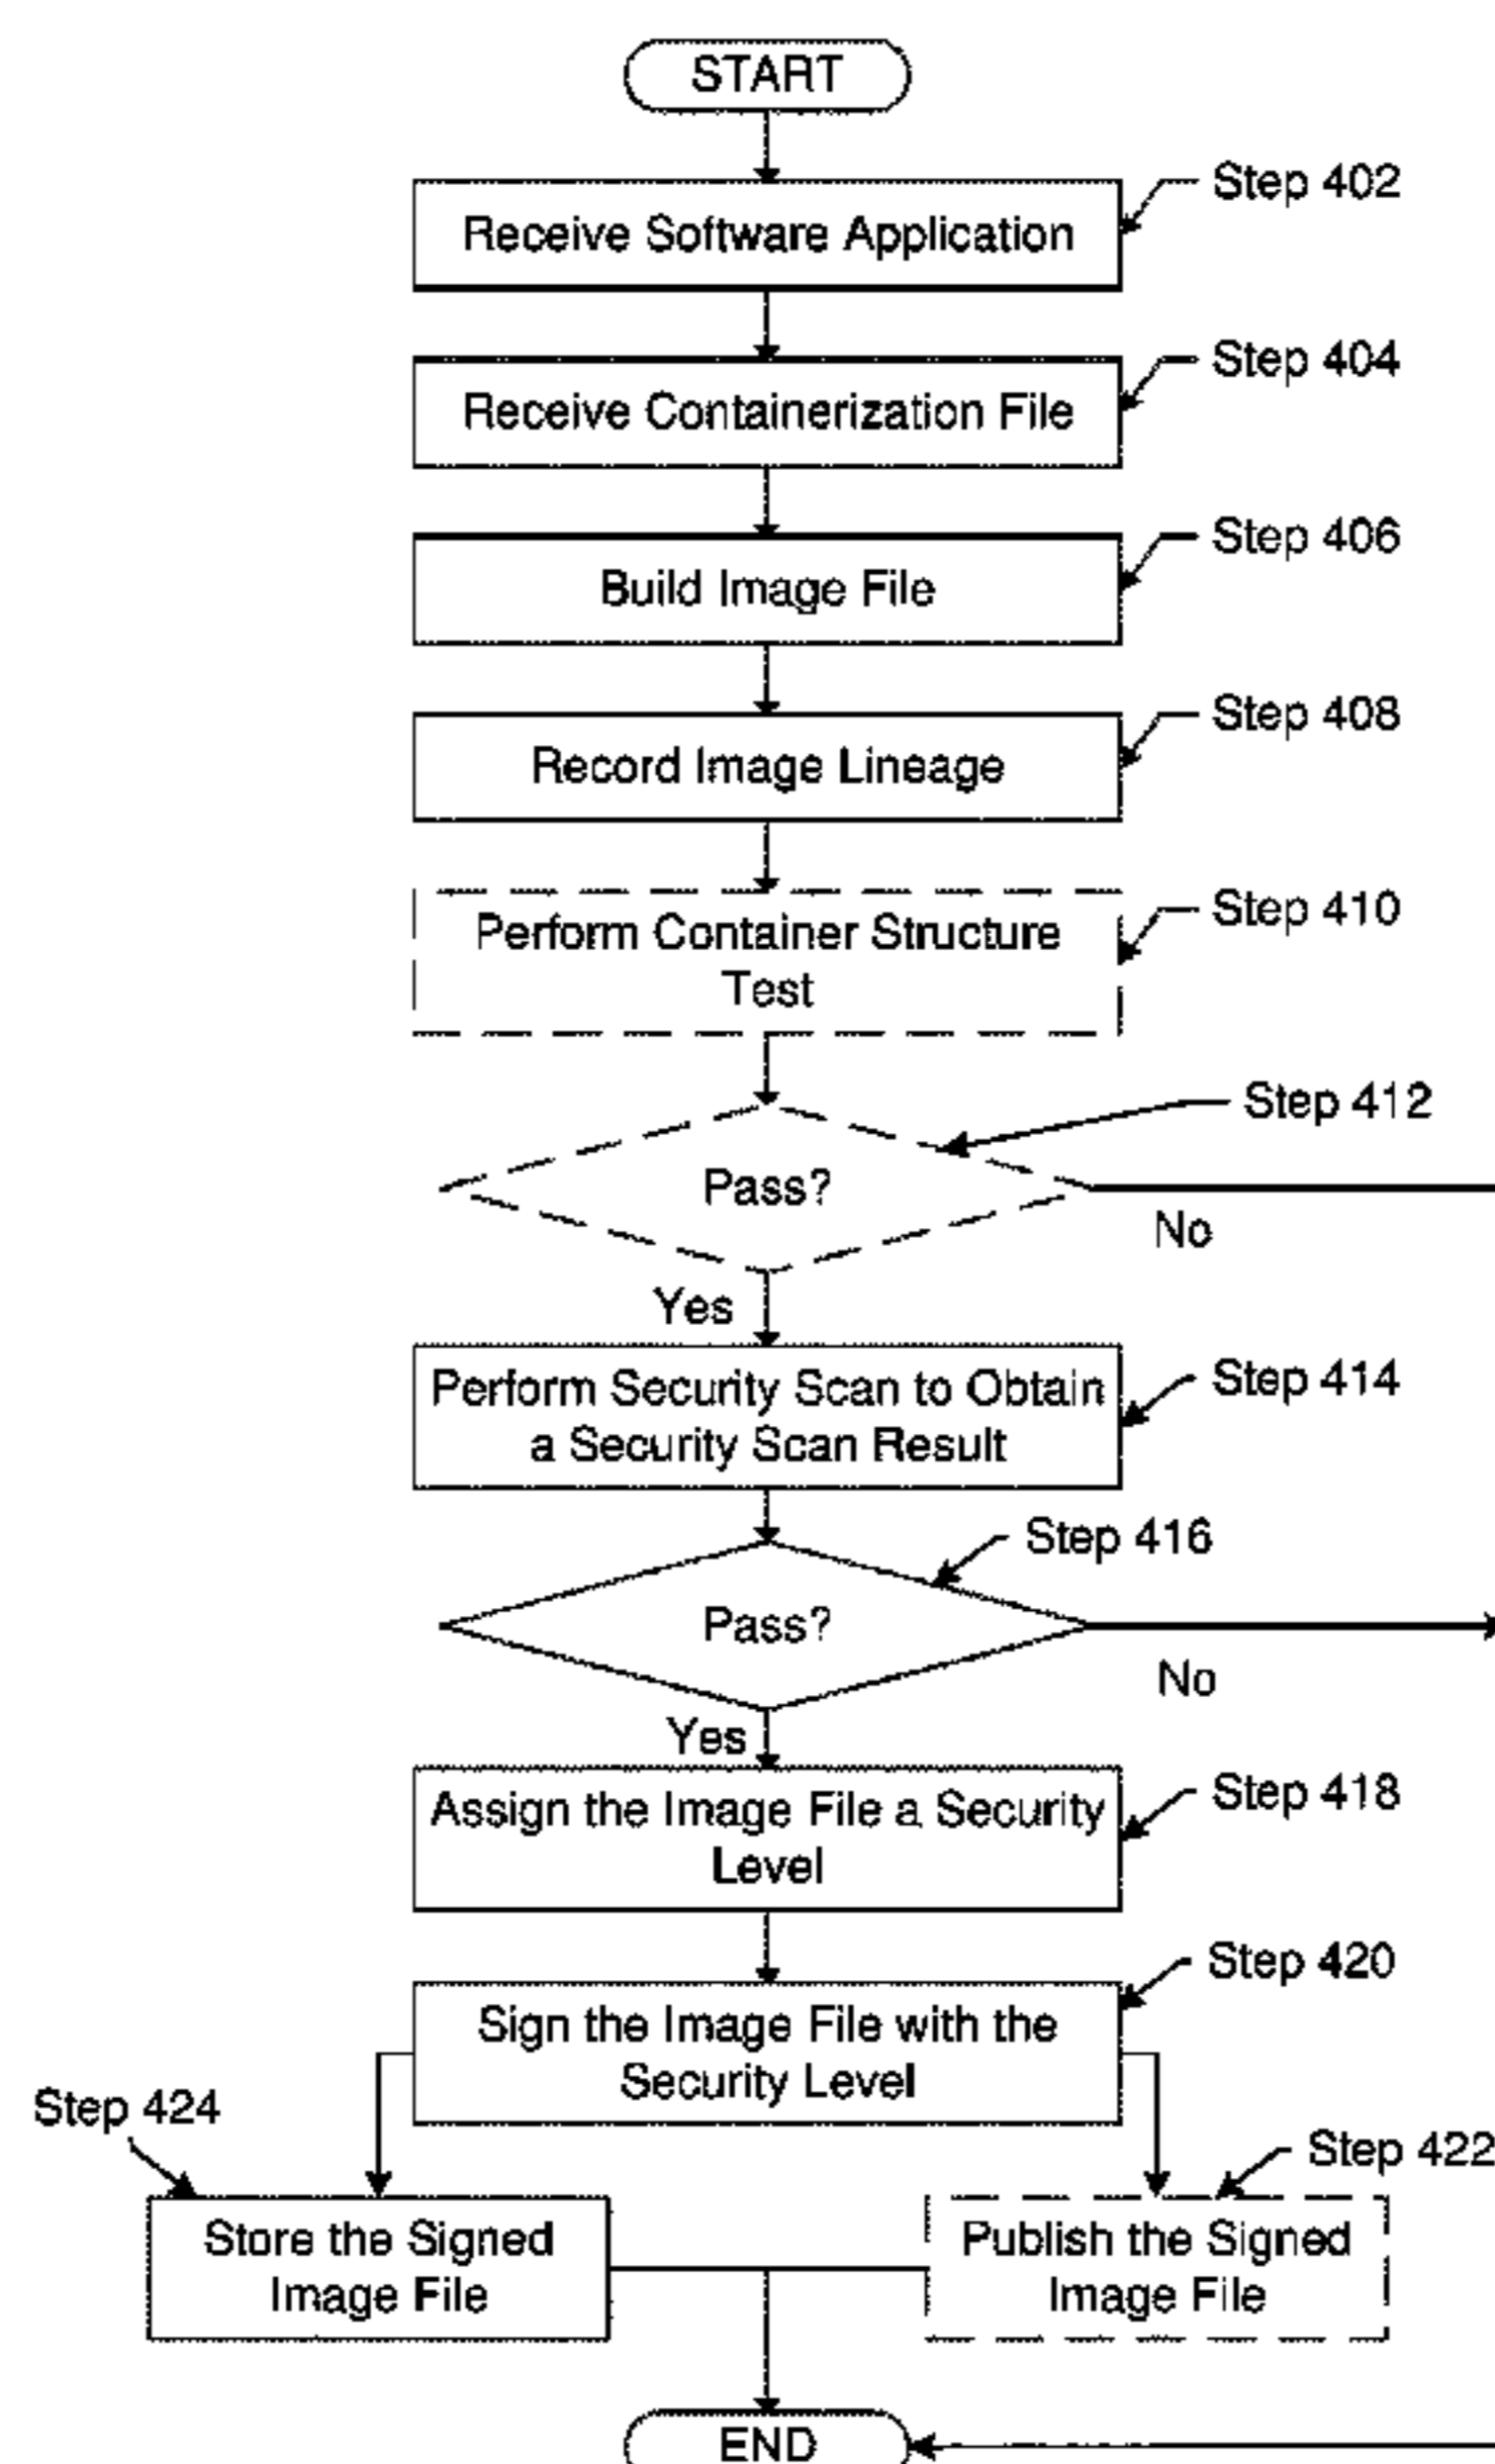 START
Step 402
Receive Software Application
Step 404
Receive Containerization File
Step 406
Build Image File
Step 408
Record Image Lineage
Step 410
Perform Container Structure
Test
Step 412
Pass?
No
Yes
Step 414
Perform Security Scan to Obtain
a Security Scan Result
Step 416
Pass?
No
Yes
Step 418
Assign the Image File a Security
Level
Step 420
Sign the Image File with the
Security Level
Step 424
Step 422
Store the Signed
Image File
Publish the Signed
Image File
END